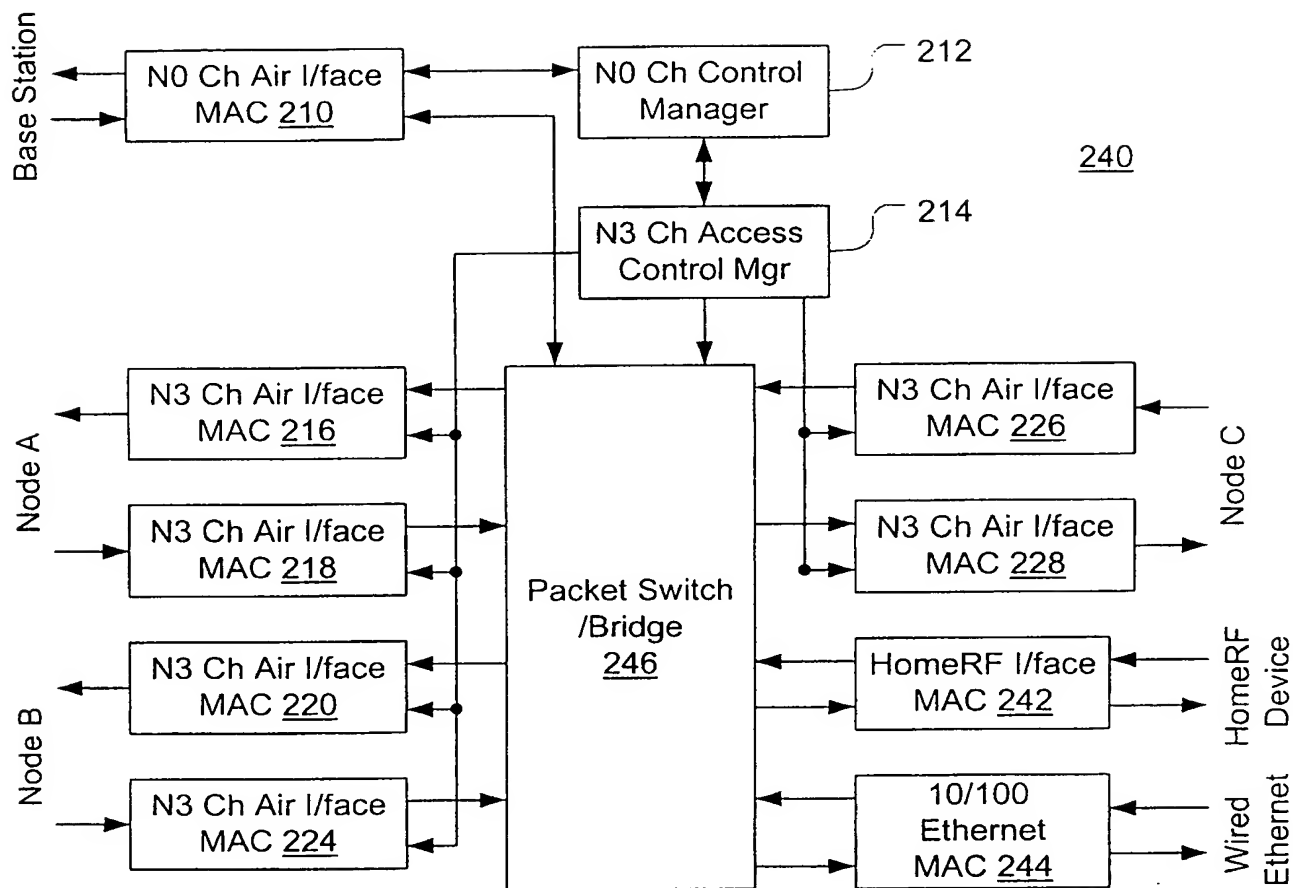 Base Station
N0 Ch Air I/face
MAC 210
N0 Ch Control
Manager
212
240
N3 Ch Access
Control Mgr
214
Node A
N3 Ch Air I/face
MAC 216
N3 Ch Air I/face
MAC 218
Node B
N3 Ch Air I/face
MAC 220
N3 Ch Air I/face
MAC 224
Packet Switch
/Bridge
246
N3 Ch Air I/face
MAC 226
N3 Ch Air I/face
MAC 228
Node C
HomeRF I/face
MAC 242
HomeRF
Device
10/100
Ethernet
MAC 244
Wired
Ethernet